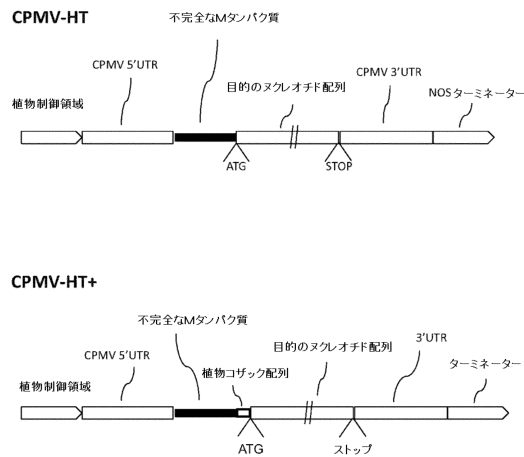 CPMV-HT
不完全なMタンパク質
CPMV 5'UTR
目的のヌクレオチド配列
CPMV 3'UTR
植物制御領域
NOSターミネーター
ATG
STOP
CPMV-HT+
不完全なMタンパク質
3'UTR
目的のヌクレオチド配列
CPMV 5'UTR
植物コザック配列
ターミネーター
植物制御領域
ATG
ストップ